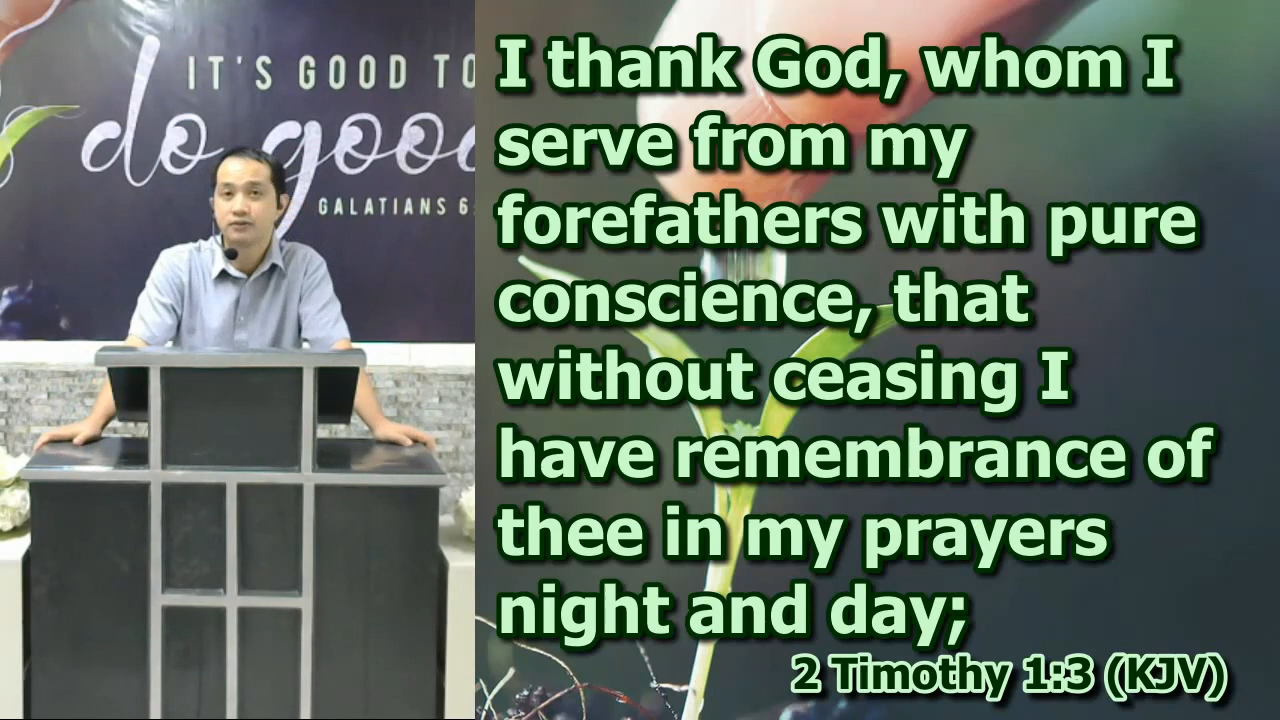 IT'S GOOD TO
do good
GALATIANS 6:
I thank God, whom I
serve from my
forefathers with pure
conscience, that
without ceasing I
have remembrance of
thee in my prayers
night and day;
2 Timothy 1:3 (KJV)